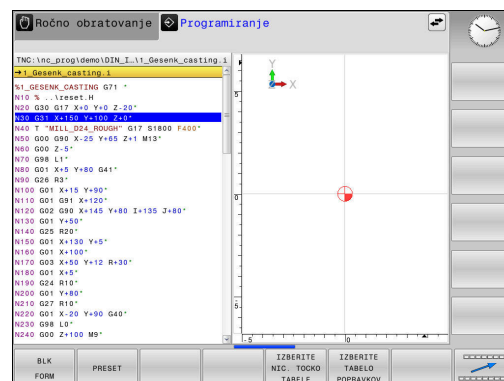 Ročno obratovanje
Programiranje
TNC:\nc_prog\demo\DIN_I…\1_Gesenk_casting.i
→1_Gesenk_casting.i
%1_GESENK_CASTING G71 *
N10 % ..\reset.H
N20 G30 G17 X+0 Y+0 Z-20*
N30 G31 X+150 Y+100 Z+0*
N40 T "MILL_D24_ROUGH" G17 S1800 F400*
N50 G00 G90 X-25 Y+65 Z+1 M13*
N60 G00 Z-5*
N70 G98 L1*
N80 G01 X+5 Y+80 G41*
N90 G26 R3*
N100 G01 X+15 Y+90*
N110 G01 G91 X+120*
N120 G02 G90 X+145 Y+80 I+135 J+80*
N130 G01 Y+50*
N140 G25 R20*
N150 G01 X+130 Y+5*
N160 G01 X+100*
N170 G03 X+50 Y+12 R+30*
N180 G01 X+5*
N190 G24 R10*
N200 G01 Y+80*
N210 G27 R10*
N220 G01 X-20 Y+90 G40*
N230 G98 L0*
N240 G00 Z+100 M9*
Y
X
5
0
5-
-5
0
BLK
FORM
PRESET
IZBERITE
NIC. TOCKO
TABELE
IZBERITE
TABELO
POPRAVKOV